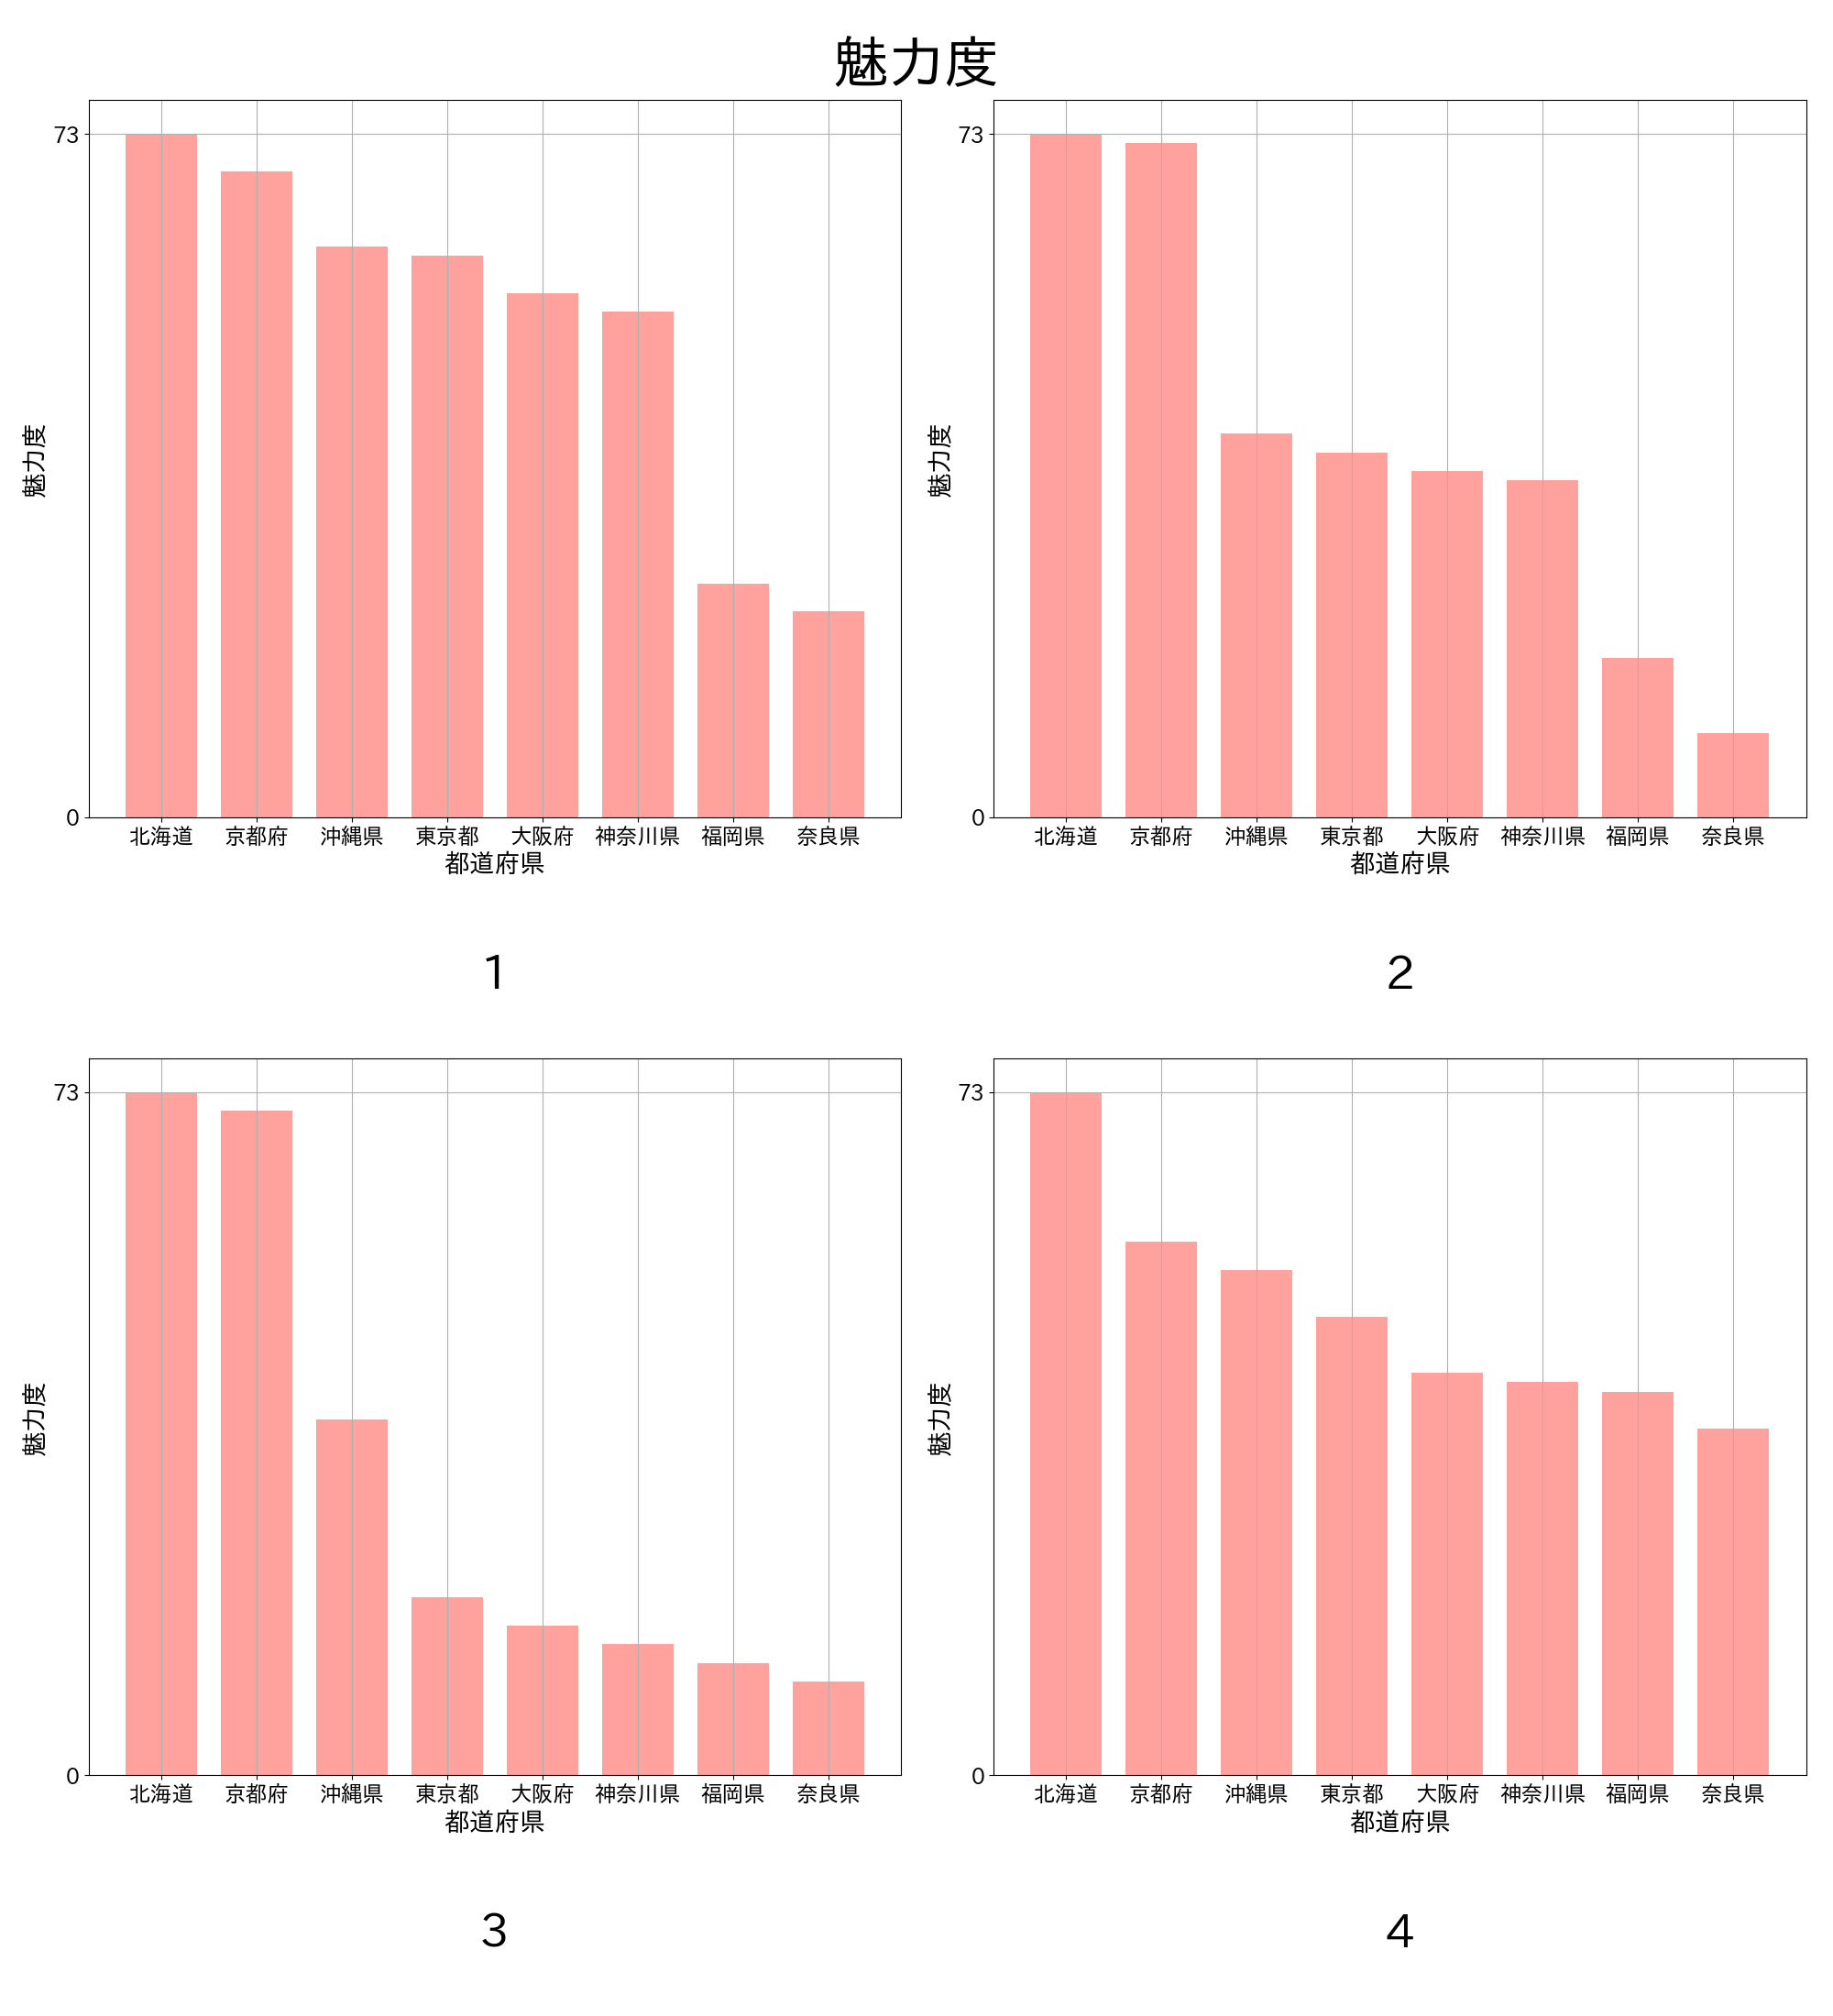 魅力度
73
0
魅力度
北海道 京都府 沖縄県 東京都 大阪府 神奈川県 福岡県 奈良県
都道府県
1
73
0
魅力度
北海道 京都府 沖縄県 東京都 大阪府 神奈川県 福岡県 奈良県
都道府県
2
73
0
魅力度
北海道 京都府 沖縄県 東京都 大阪府 神奈川県 福岡県 奈良県
都道府県
3
73
0
魅力度
北海道 京都府 沖縄県 東京都 大阪府 神奈川県 福岡県 奈良県
都道府県
4